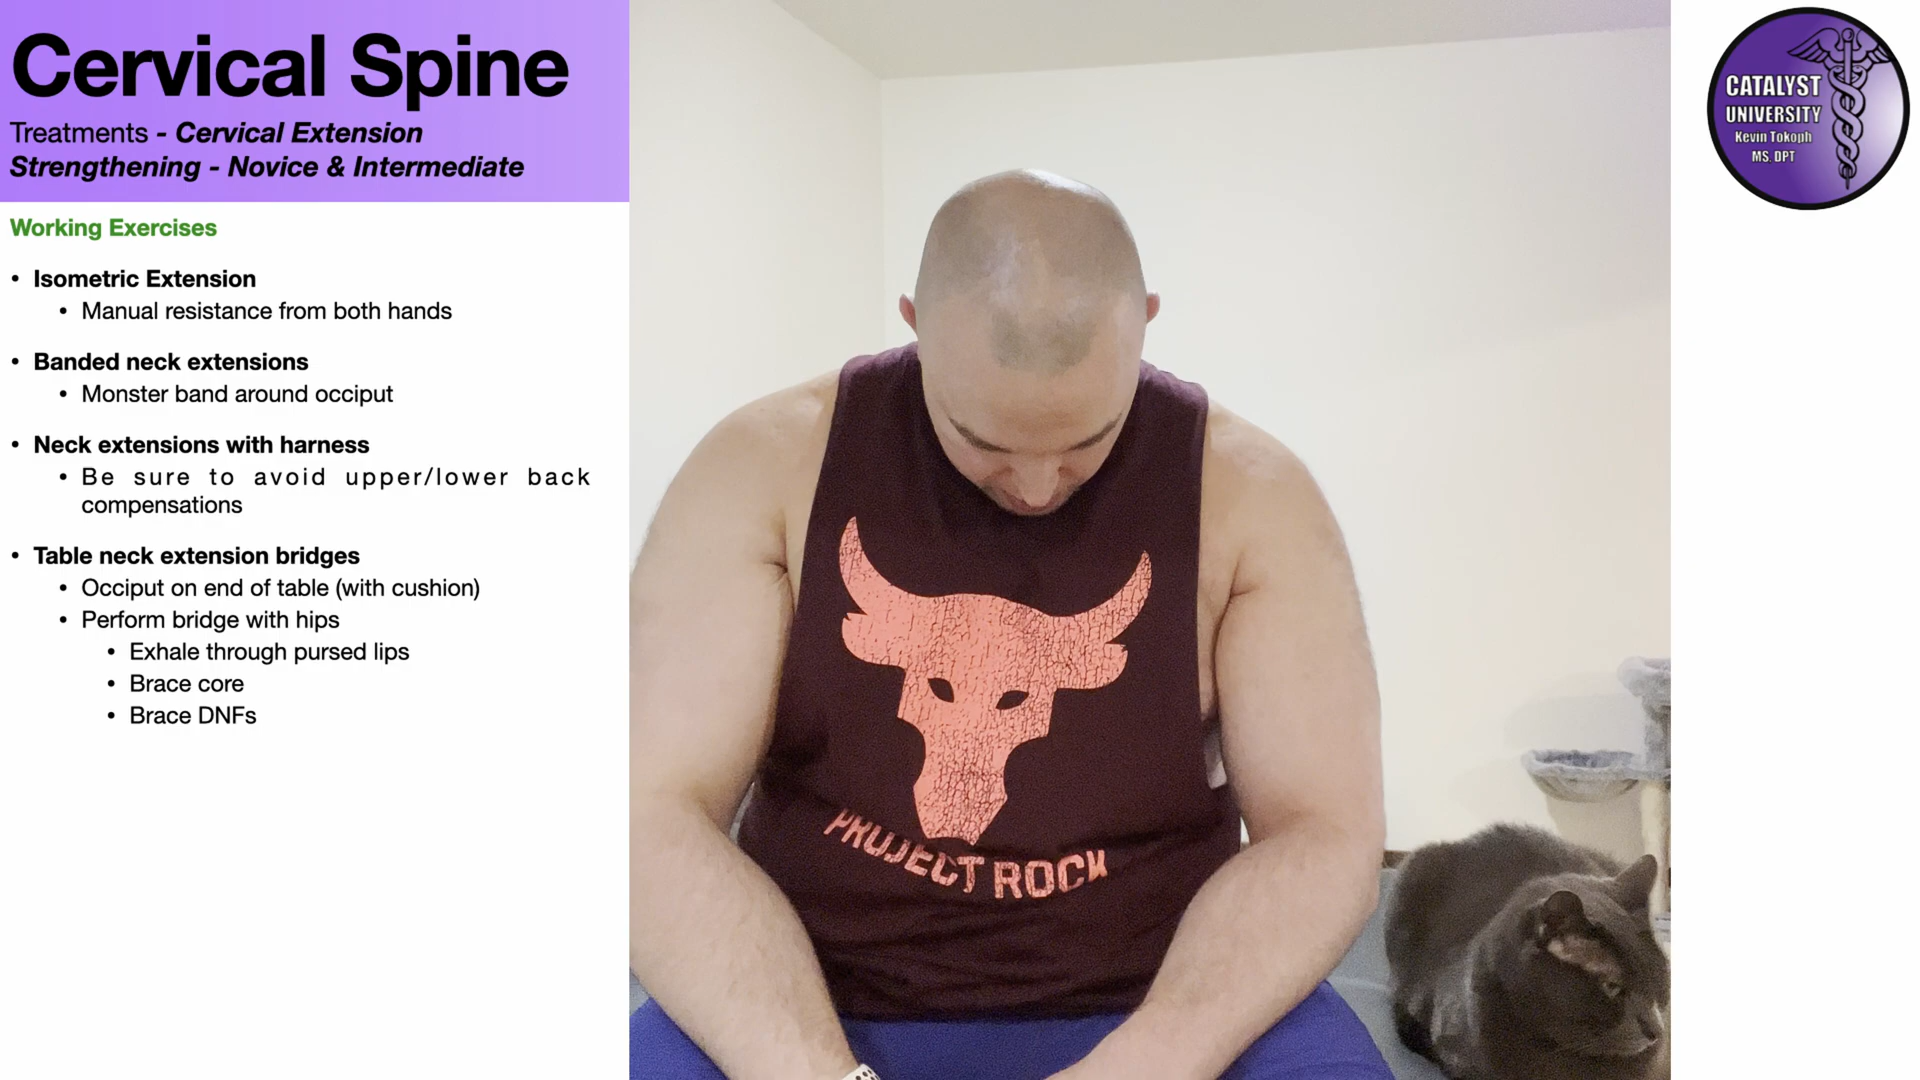 Cervical Spine
Treatments - Cervical Extension
Strengthening - Novice & Intermediate
Working Exercises
• Isometric Extension
• Manual resistance from both hands
• Banded neck extensions
• Monster band around occiput
• Neck extensions with harness
• Be sure to avoid upper/lower back
compensations
• Table neck extension bridges
• Occiput on end of table (with cushion)
• Perform bridge with hips
• Exhale through pursed lips
• Brace core
• Brace DNFs
PROJECT ROCK
CATALYST
UNIVERSITY
Kevin Tokoph
MS, DPT